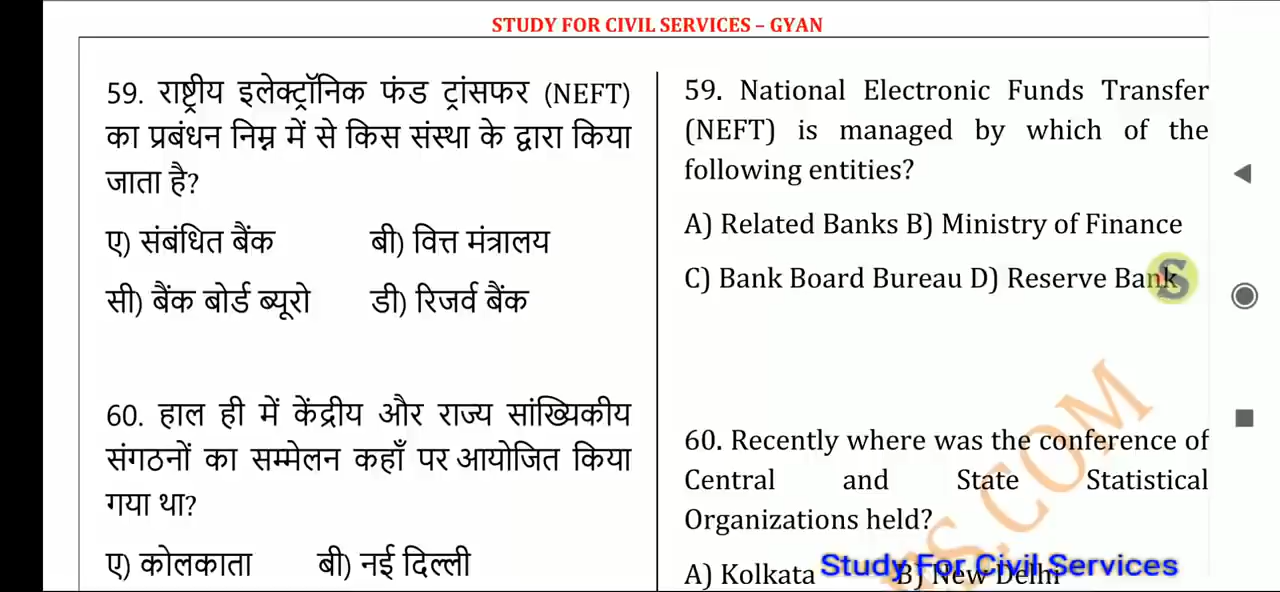 STUDY FOR CIVIL SERVICES – GYAN
59. राष्ट्रीय इलेक्ट्रॉनिक फंड ट्रांसफर (NEFT)
का प्रबंधन निम्न में से किस संस्था के द्वारा किया
जाता है?
ए) संबंधित बैंक बी) वित्त मंत्रालय
सी) बैंक बोर्ड ब्यूरो डी) रिजर्व बैंक
60. हाल ही में केंद्रीय और राज्य सांख्यिकीय
संगठनों का सम्मेलन कहाँ पर आयोजित किया
गया था?
ए) कोलकाता बी) नई दिल्ली
59. National Electronic Funds Transfer
(NEFT) is managed by which of the
following entities?
A) Related Banks B) Ministry of Finance
C) Bank Board Bureau D) Reserve Bank
S
60. Recently where was the conference of
Central and State Statistical
Organizations held?
A) Kolkata B) New Delhi
Study For Civil Services